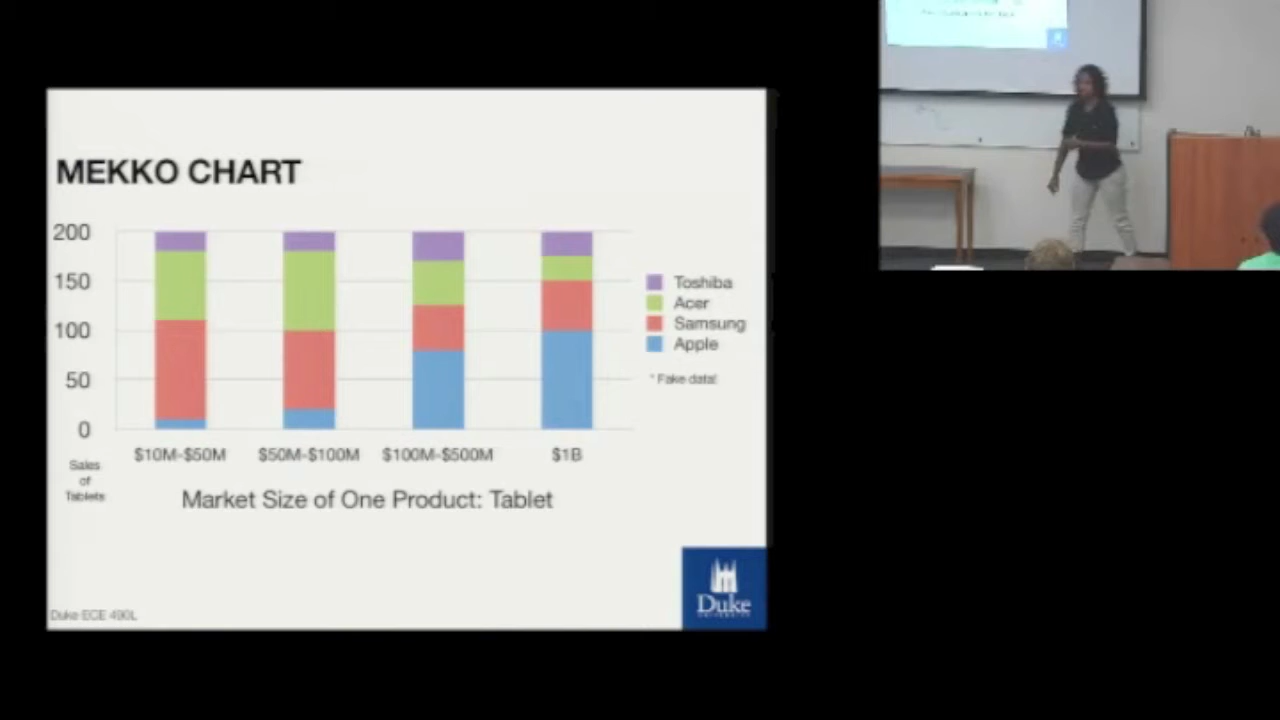 MEKKO CHART
200
150
100
50
0
$10M-$50M
$50M-$100M
$100M-$500M
$1B
Sales
of
Tablets
Market Size of One Product: Tablet
Toshiba
Acer
Samsung
Apple
* Fake data!
Duke ECE 490L
Duke
UNIVERSITY